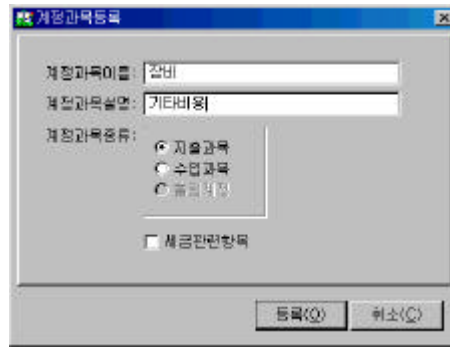 계정과목등록
계정과목이름: 잡비
계정과목설명: 기타비용
계정과목종류:
지출과목
수입과목
세금관련항목
등록(O) 취소(C)